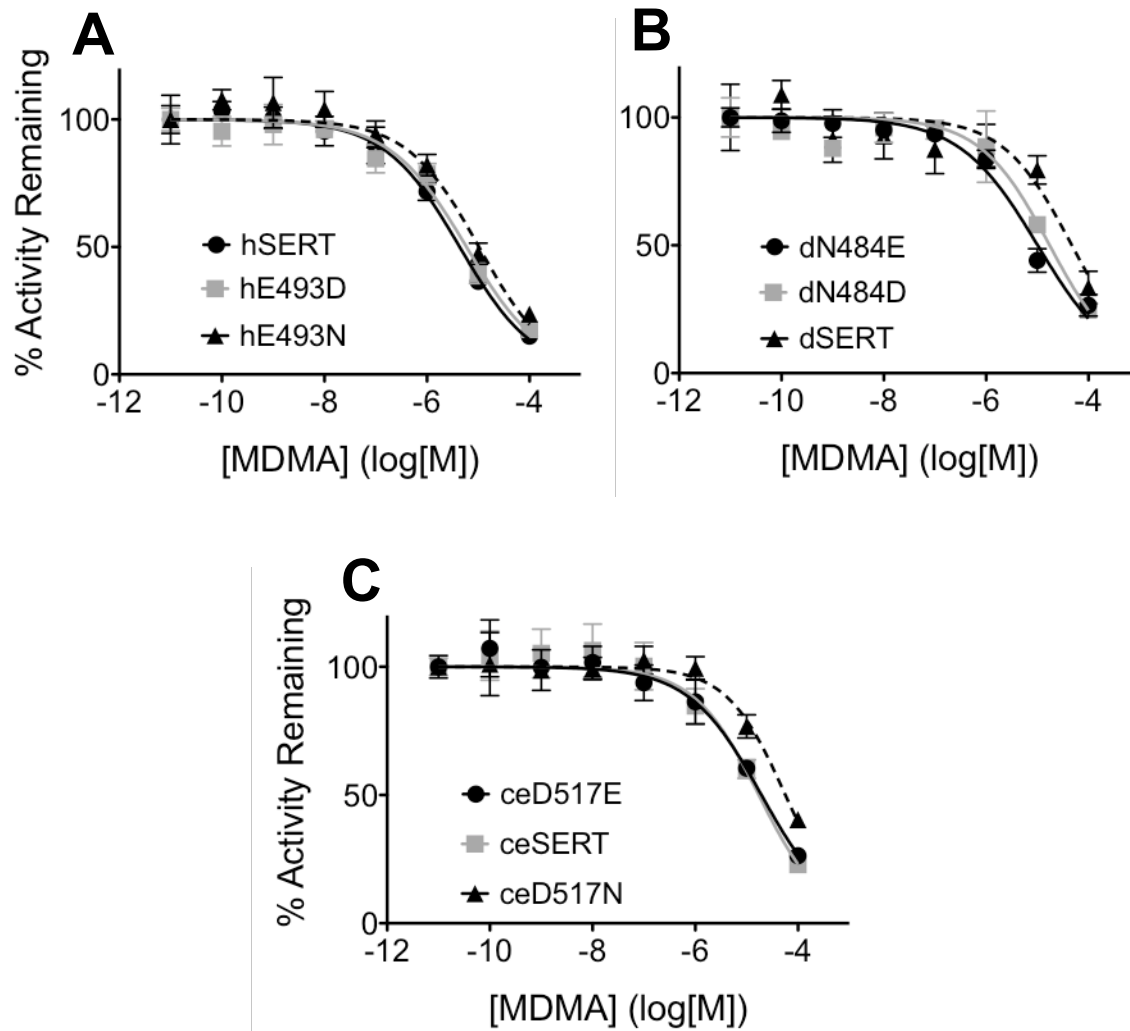 A
% Activity Remaining
100
50
0
hSERT
hE493D
hE493N
-12 -10 -8 -6 -4
[MDMA] (log[M])
B
100
50
0
dN484E
dN484D
dSERT
-12 -10 -8 -6 -4
[MDMA] (log[M])
C
% Activity Remaining
100
50
0
ceD517E
ceSERT
ceD517N
-12 -10 -8 -6 -4
[MDMA] (log[M])